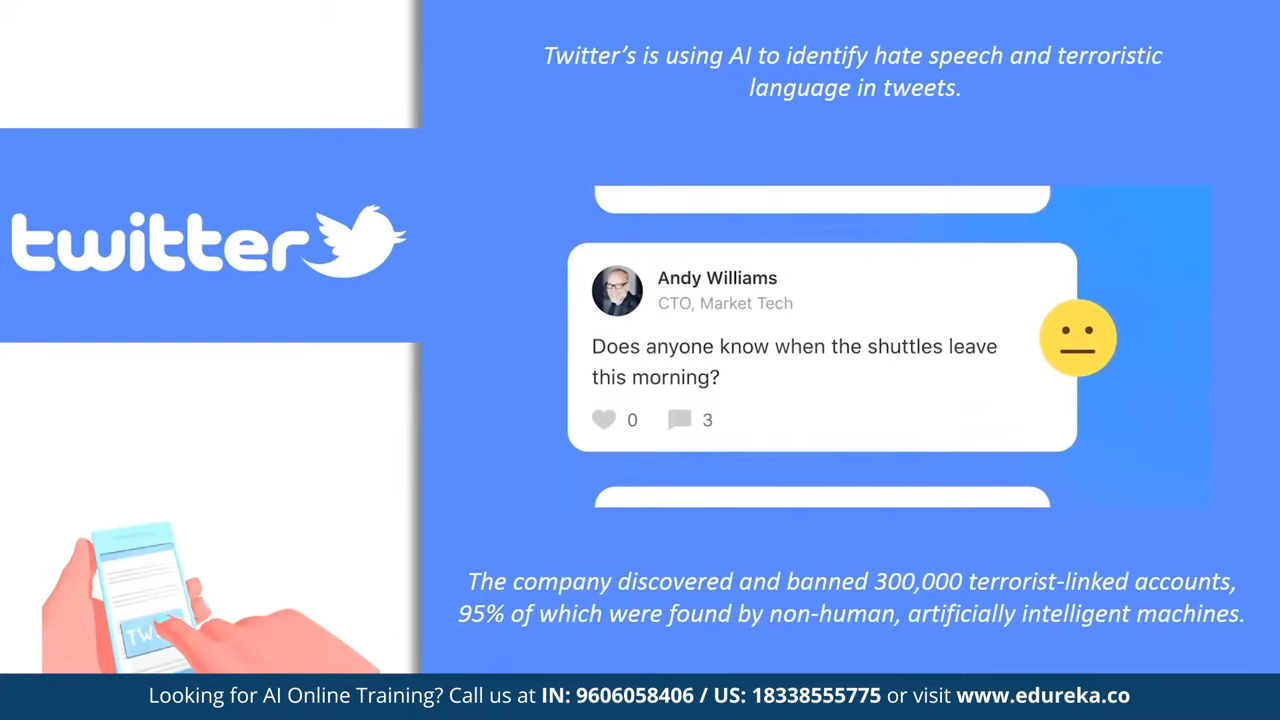 Twitter's is using AI to identify hate speech and terroristic
language in tweets.
twitter
Andy Williams
CTO, Market Tech
Does anyone know when the shuttles leave
this morning?
0 3
TW
The company discovered and banned 300,000 terrorist-linked accounts,
95% of which were found by non-human, artificially intelligent machines.
Looking for AI Online Training? Call us at IN: 9606058406 / US: 18338555775 or visit www.edureka.co